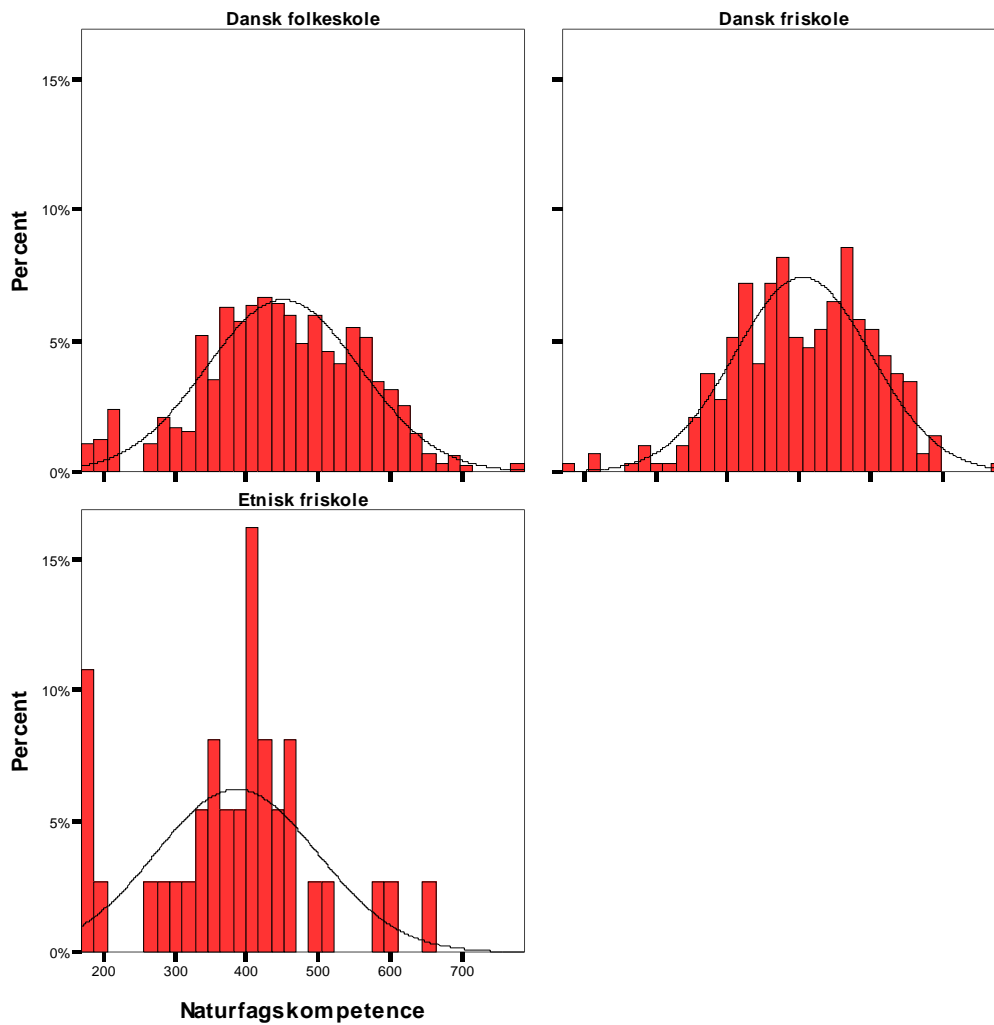 Dansk folkeskole
Dansk friskole
15%
10%
5%
0%
Percent
Etnisk friskole
15%
10%
5%
0%
Percent
200 300 400 500 600 700
Naturfagskompetence